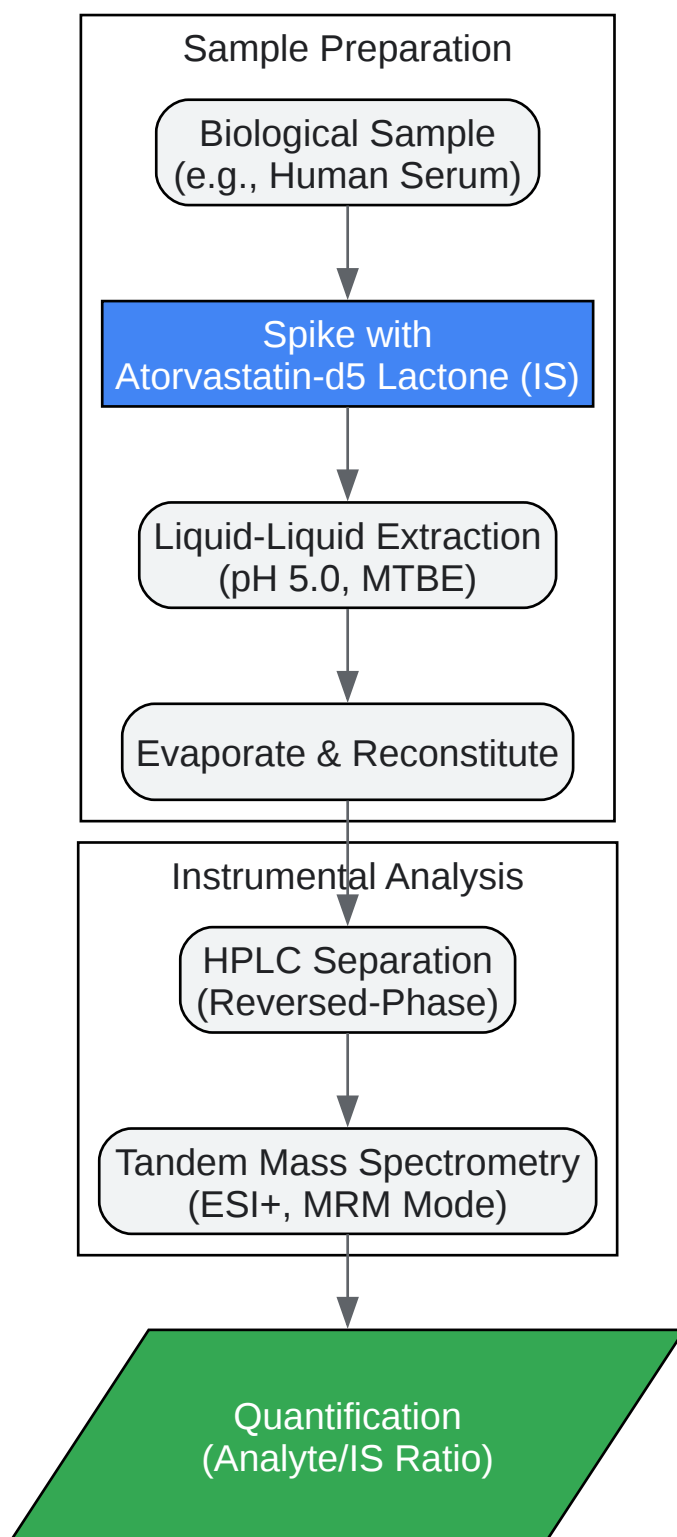 Sample Preparation
Biological Sample
(e.g., Human Serum)
Spike with
Atorvastatin-d5 Lactone (IS)
Liquid-Liquid Extraction
(pH 5.0, MTBE)
Evaporate & Reconstitute
Instrumental Analysis
HPLC Separation
(Reversed-Phase)
Tandem Mass Spectrometry
(ESI+, MRM Mode)
Quantification
(Analyte/IS Ratio)